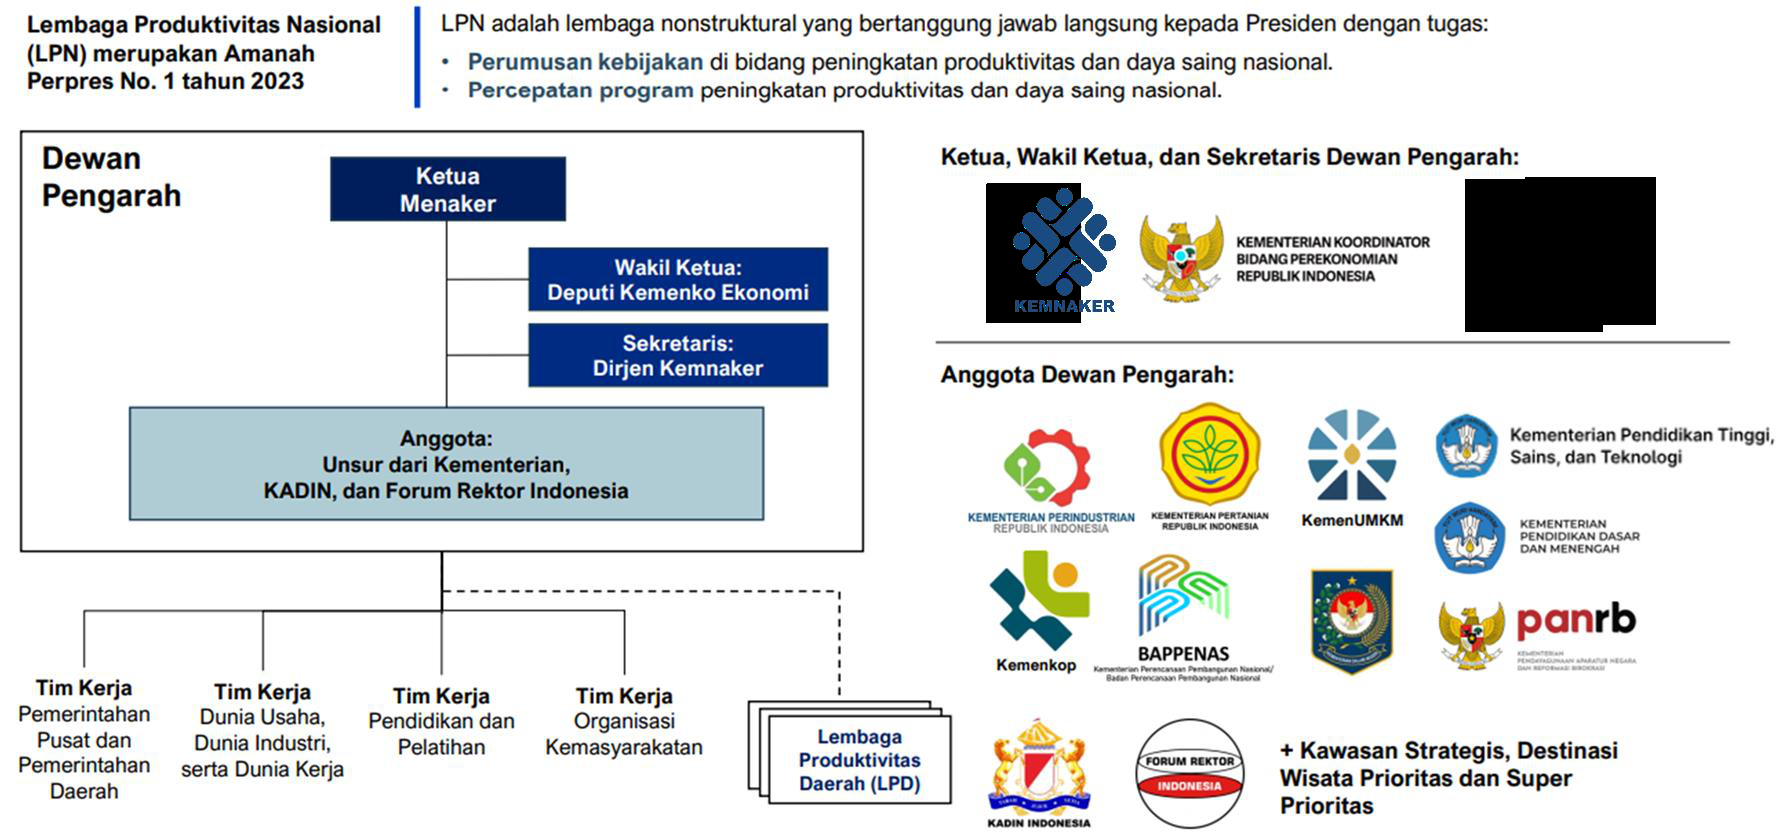 Lembaga Produktivitas Nasional
(LPN) merupakan Amanah
Perpres No. 1 tahun 2023
LPN adalah lembaga nonstruktural yang bertanggung jawab langsung kepada Presiden dengan tugas:
• Perumusan kebijakan di bidang peningkatan produktivitas dan daya saing nasional.
• Percepatan program peningkatan produktivitas dan daya saing nasional.
Dewan
Pengarah
Ketua
Menaker
Wakil Ketua:
Deputi Kemenko Ekonomi
Sekretaris:
Dirjen Kemnaker
Anggota:
Unsur dari Kementerian,
KADIN, dan Forum Rektor Indonesia
Tim Kerja
Pemerintahan
Pusat dan
Pemerintahan
Daerah
Tim Kerja
Dunia Usaha,
Dunia Industri,
serta Dunia Kerja
Tim Kerja
Pendidikan dan
Pelatihan
Tim Kerja
Organisasi
Kemasyarakatan
Lembaga
Produktivitas
Daerah (LPD)
Ketua, Wakil Ketua, dan Sekretaris Dewan Pengarah:
KEMNAKER
KEMENTERIAN KOORDINATOR
BIDANG PEREKONOMIAN
REPUBLIK INDONESIA
Anggota Dewan Pengarah:
KEMENTERIAN PERINDUSTRIAN
REPUBLIK INDONESIA
KEMENTERIAN PERTANIAN
REPUBLIK INDONESIA
KemenUMKM
Kementerian Pendidikan Tinggi,
Sains, dan Teknologi
KEMENTERIAN
PENDIDIKAN DASAR
DAN MENENGAH
Kemenkop
BAPPENAS
Kementerian Perencanaan Pembangunan Nasional/
Badan Perencanaan Pembangunan Nasional
panrb
KEMENTERIAN
PENDAYAGUNAAN APARATUR NEGARA
DAN REFORMASI BIROKRASI
KADIN INDONESIA
FORUM REKTOR
INDONESIA
+ Kawasan Strategis, Destinasi
Wisata Prioritas dan Super
Prioritas